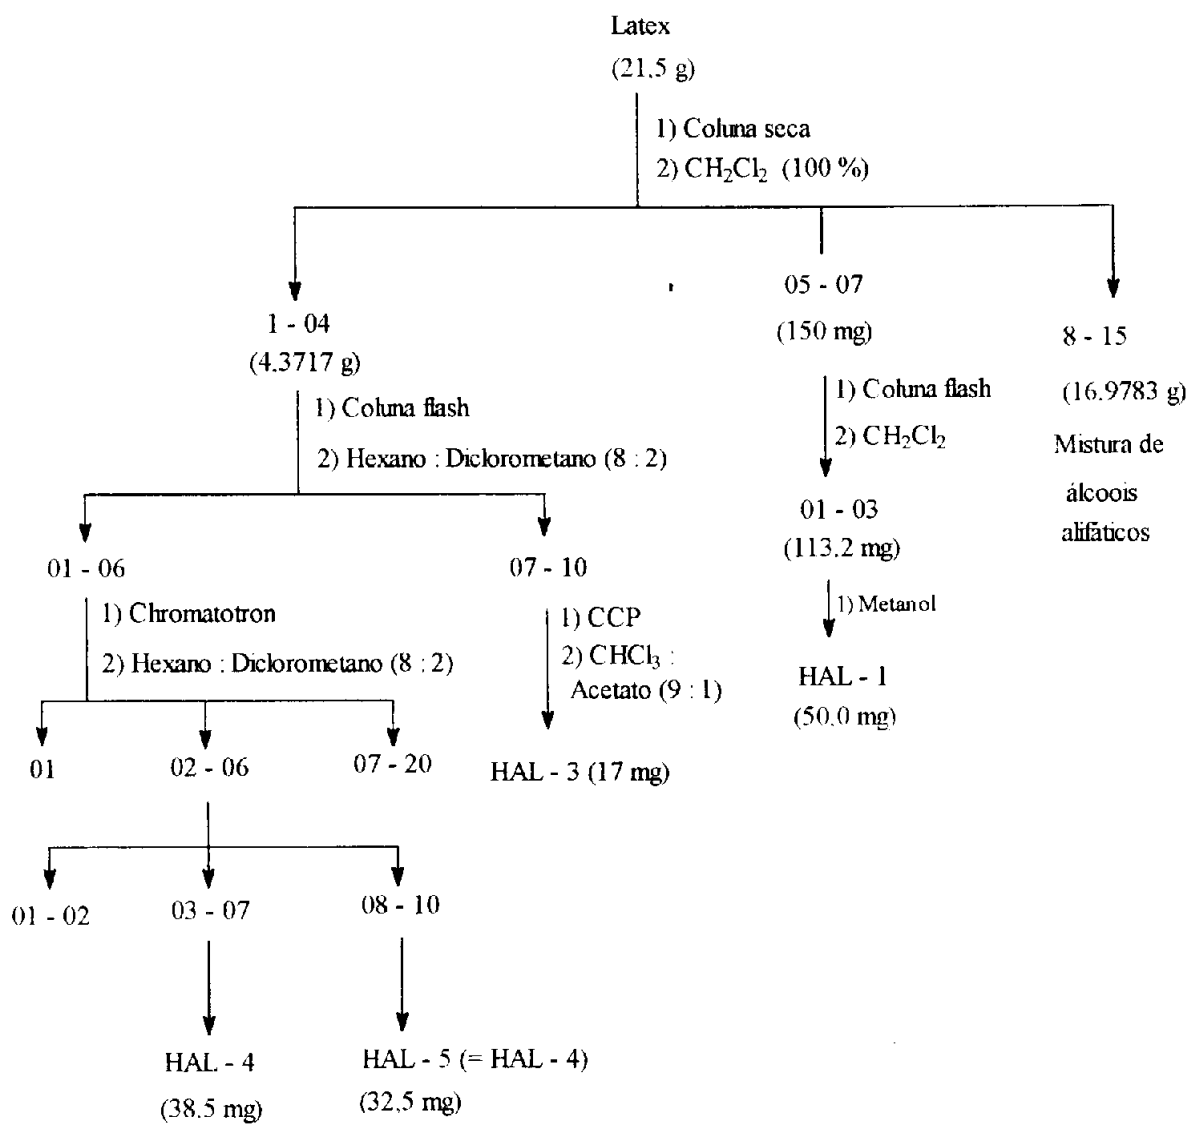 Latex
(21,5 g)
1) Coluna seca
2) CH₂Cl₂ (100 %)
1 - 04
(4.3717 g)
05 - 07
(150 mg)
8 - 15
(16.9783 g)
Mistura de
álcoois
alifáticos
1) Coluna flash
2) Hexano : Diclorometano (8 : 2)
1) Coluna flash
2) CH₂Cl₂
01 - 03
(113.2 mg)
1) Metanol
HAL - 1
(50,0 mg)
01 - 06
07 - 10
1) Chromatotron
2) Hexano : Diclorometano (8 : 2)
1) CCP
2) CHCl₃ :
Acetato (9 : 1)
01
02 - 06
07 - 20
HAL - 3 (17 mg)
01 - 02
03 - 07
08 - 10
HAL - 4
(38.5 mg)
HAL - 5 (= HAL - 4)
(32,5 mg)